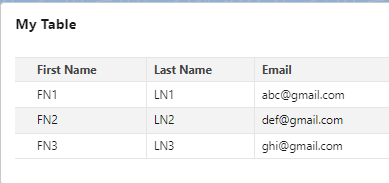 My Table
First Name Last Name Email
FN1 LN1 abc@gmail.com
FN2 LN2 def@gmail.com
FN3 LN3 ghi@gmail.com